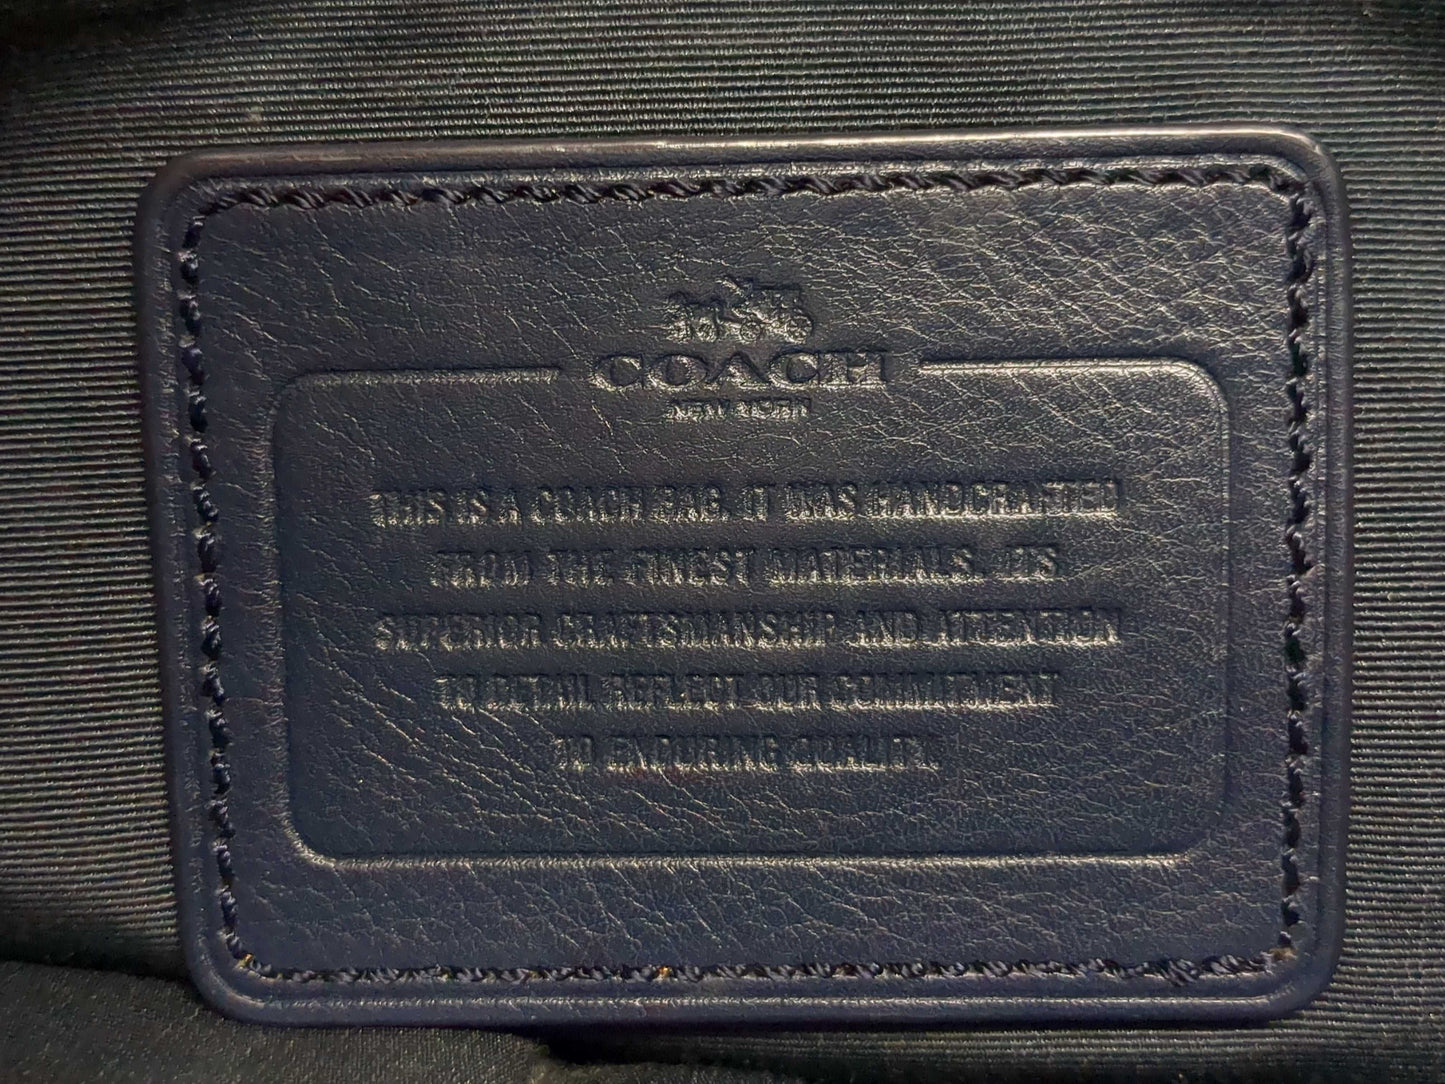 COACH
NEW YORK
THIS IS A COACH BAG. IT WAS HANDCRAFTED
FROM THE FINEST MATERIALS. ITS
SUPERIOR CRAFTSMANSHIP AND ATTENTION
TO DETAIL REFLECT OUR COMMITMENT
TO ENDURING QUALITY.